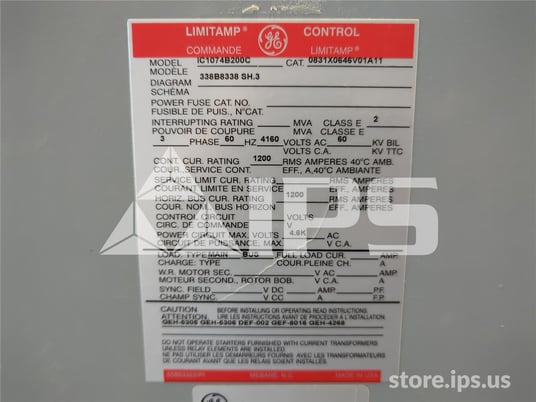 LIMITAMP® CONTROL
COMMANDE LIMITAMP®
MODEL IC1074B200C CAT. 0831X0646V01A11
MODÈLE
DIAGRAM 338B8338 SH.3
SCHÉMA
POWER FUSE CAT. NO.
FUSIBLE DE PUIS., N°CAT.
INTERRUPTING RATING MVA CLASS E 2
POUVOIR DE COUPURE MVA CLASSE E
3 PHASE 60 HZ 4160 VOLTS AC 60 KV BIL
VOLTS C.A. KV TTC
CONT. CUR. RATING 1200 RMS AMPERES 40°C AMB.
COUR. SERVICE CONT. EFF., A,40°C AMBIANTE
SERVICE LIMIT CUR. RATING RMS AMPERES
COURANT LIMITE EN SERVICE EFF., AMPERES
HORIZ. BUS CUR. RATING 1200 RMS AMPERES
COUR. NOM. BUS HORIZON EFF., AMPERES
CONTROL CIRCUIT VOLTS
CIRC. DE COMMANDE V
POWER CIRCUIT MAX. VOLTS 4.8K AC
CIRCUIT DE PUISSANCE, MAX. V C.A.
LOAD: TYPE MAIN BUS FULL LOAD CUR. AMP.
CHARGE: TYPE COUR.PLEINE CH. A
W.R. MOTOR SEC. V AC AMP.
MOTEUR SECOND., ROTOR BOB. V C.A. A
SYNC. FIELD V DC AMP. P.F.
CHAMP SYNC. V CC A F.P.
CAUTION BEFORE INSTALLING OR OPERATING READ INSTRUCTIONS
ATTENTION LIRE LES INSTRUCTIONS AVANT DE PROCÉDER A L'INSTALLATION
GEH-5305 GEH-5306 DEF-002 GEF-8016 GEH-4268
DO NOT OPERATE STARTERS FURNISHED WITH CURRENT TRANSFORMERS
UNLESS RELAY ELEMENTS ARE INSTALLED.
NE PAS UTILISER LES DEMARREURS FOURNIS AVEC TRANSFORMATEURS
DE COURANT AVANT QUE LES RELAIS SOIENT INSTALLÉS.
MEBANE, N.C. MADE IN USA
IPS
store.ips.us